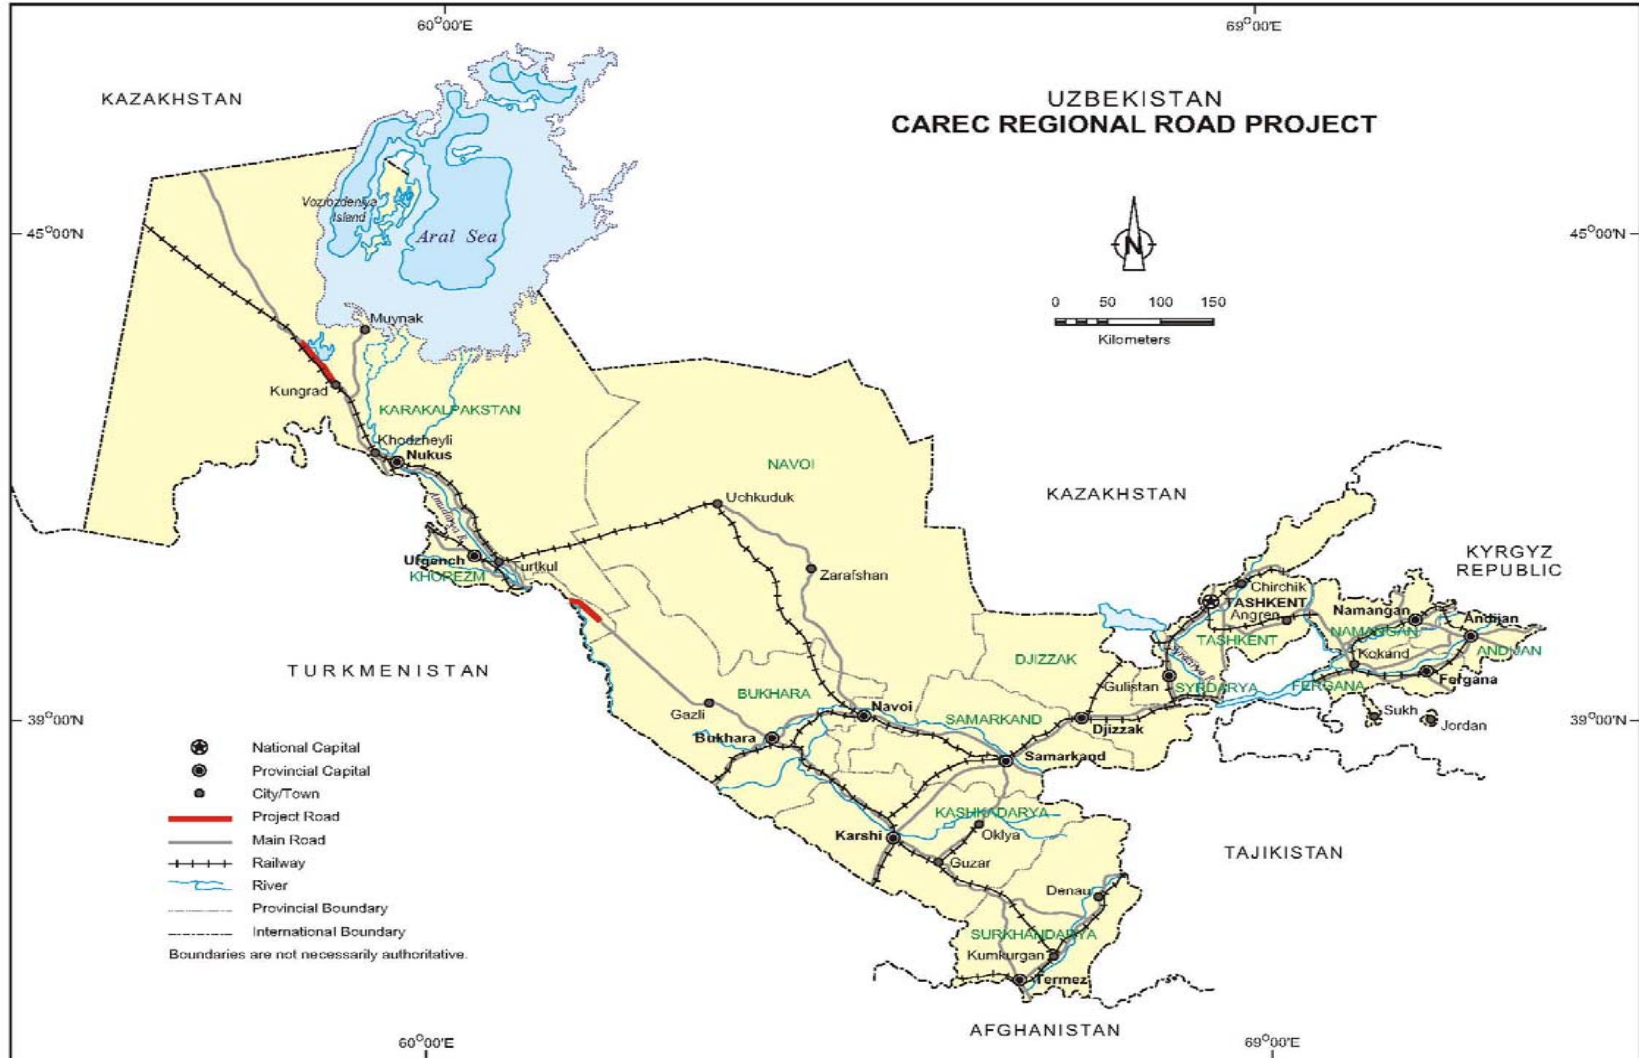 60°00'E
69°00'E
KAZAKHSTAN
UZBEKISTAN
CAREC REGIONAL ROAD PROJECT
Vozrozdeniya
Island
Aral Sea
45°00'N
45°00'N
N
0 50 100 150
Kilometers
Muynak
Kungrad
KARAKALPAKSTAN
Khodzheyli
Nukus
NAVOI
KAZAKHSTAN
Uchkuduk
Amudarya R.
KYRGYZ
REPUBLIC
Urgench
Turtkul
KHOREZM
Zarafshan
Chirchik
TASHKENT
Angren
Namangan
Andijan
TASHKENT
NAMANGAN
ANDIJAN
TURKMENISTAN
DJIZZAK
Kokand
Gulistan
SYRDARYA
FERGANA
Fergana
BUKHARA
Gazli
Navoi
SAMARKAND
Sukh
Jordan
39°00'N
39°00'N
Bukhara
Djizzak
Samarkand
National Capital
Provincial Capital
City/Town
Project Road
Main Road
Railway
River
Provincial Boundary
International Boundary
Boundaries are not necessarily authoritative.
KASHKADARYA
Karshi
Oklya
Guzar
TAJIKISTAN
Denau
SURKHANDARYA
Kumkurgan
Termez
AFGHANISTAN
60°00'E
69°00'E